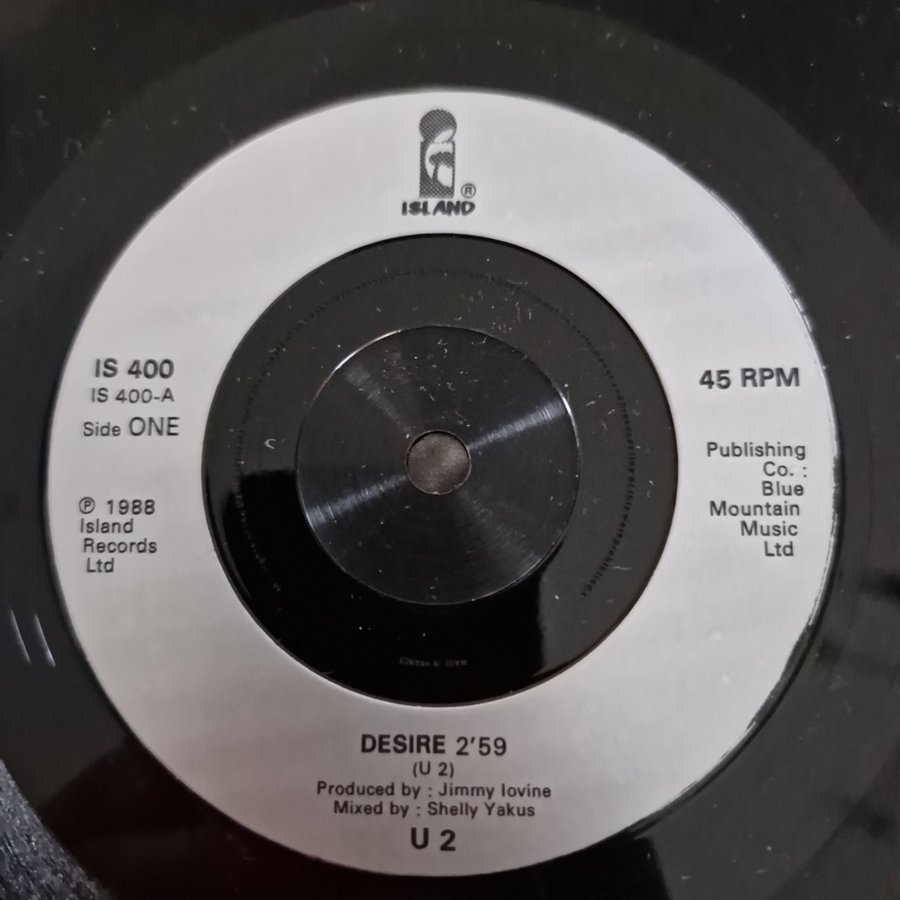 ®
ISLAND
IS 400
IS 400-A
Side ONE
℗ 1988
Island
Records
Ltd
45 RPM
Publishing
Co. :
Blue
Mountain
Music
Ltd
DESIRE 2'59
(U 2)
Produced by : Jimmy Iovine
Mixed by : Shelly Yakus
U 2